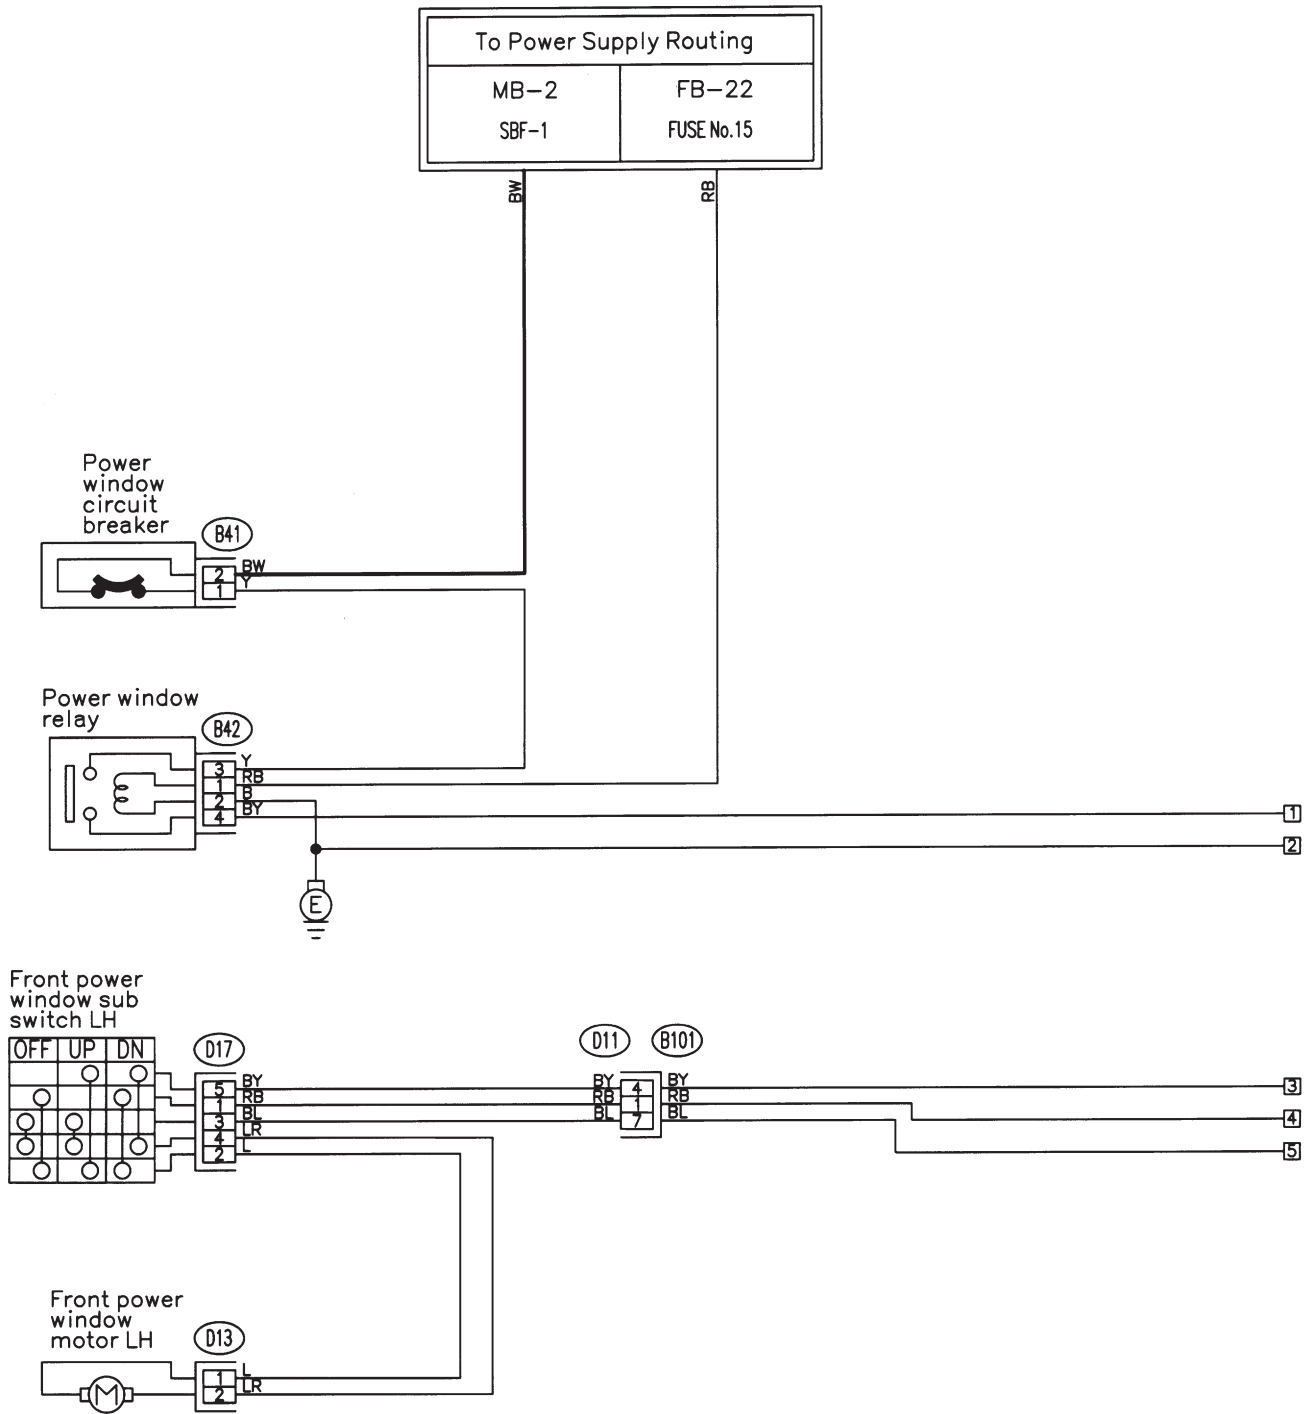 To Power Supply Routing
MB-2
FB-22
SBF-1
FUSE No.15
BW
RB
Power
window
circuit
breaker
B41
2
BW
1
Y
Power window
relay
B42
3
Y
1
RB
2
B
4
BY
1
2
E
Front power
window sub
switch LH
OFF UP DN
D17
D11
B101
5
BY
BY
4
BY
3
1
RB
RB
1
RB
4
3
BL
BL
7
BL
5
4
LR
2
L
Front power
window
motor LH
D13
M
1
L
2
LR